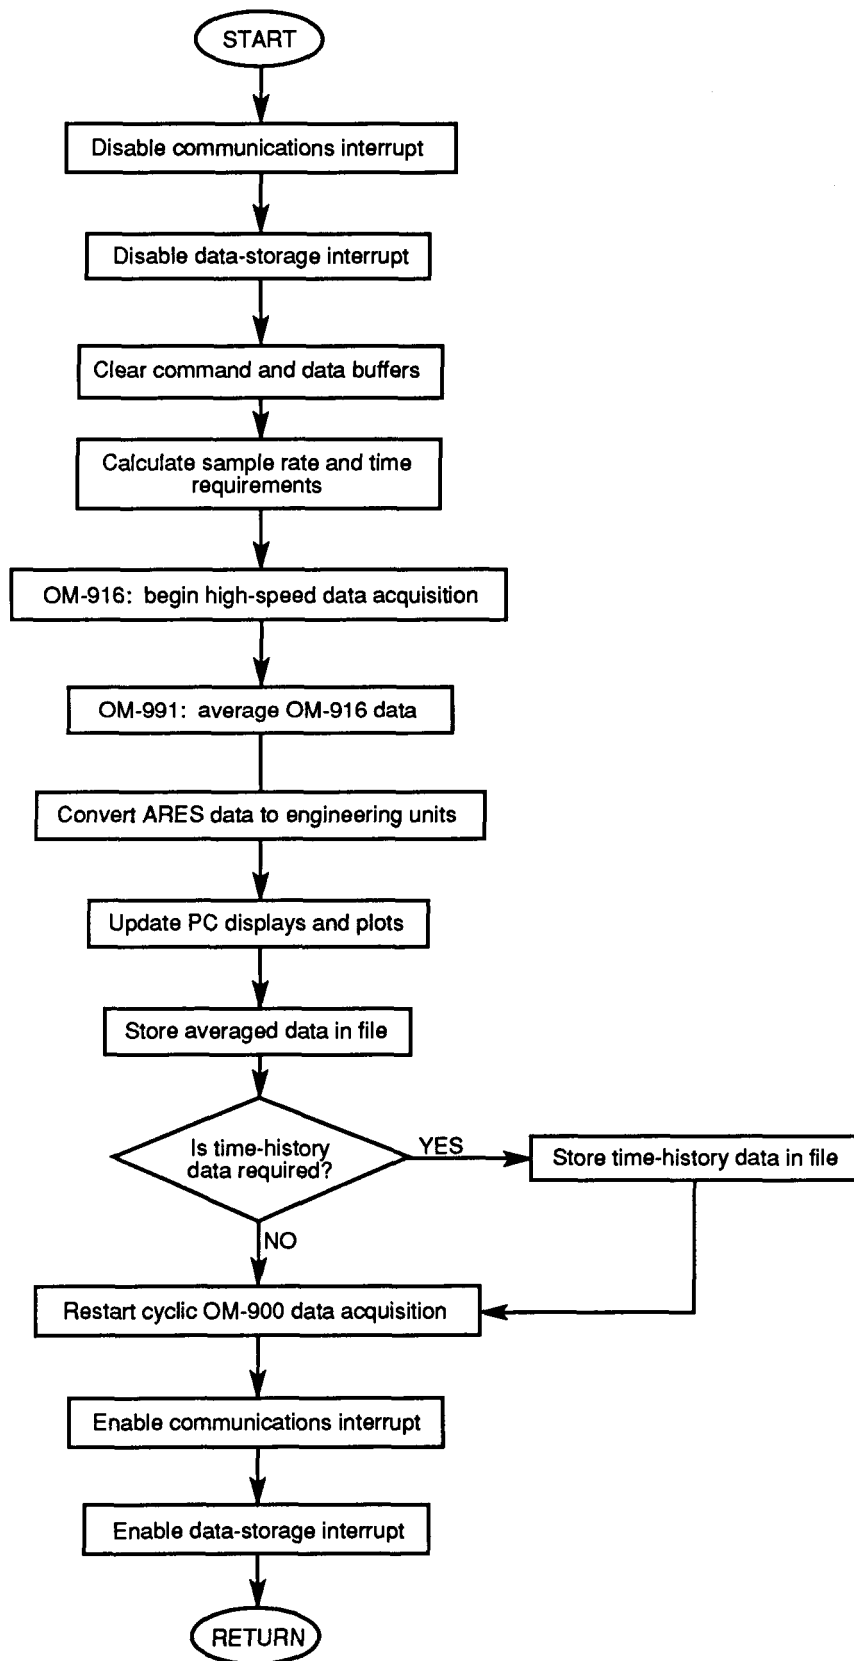 START
Disable communications interrupt
Disable data-storage interrupt
Clear command and data buffers
Calculate sample rate and time
requirements
OM-916: begin high-speed data acquisition
OM-991: average OM-916 data
Convert ARES data to engineering units
Update PC displays and plots
Store averaged data in file
Is time-history
data required?
YES
Store time-history data in file
NO
Restart cyclic OM-900 data acquisition
Enable communications interrupt
Enable data-storage interrupt
RETURN